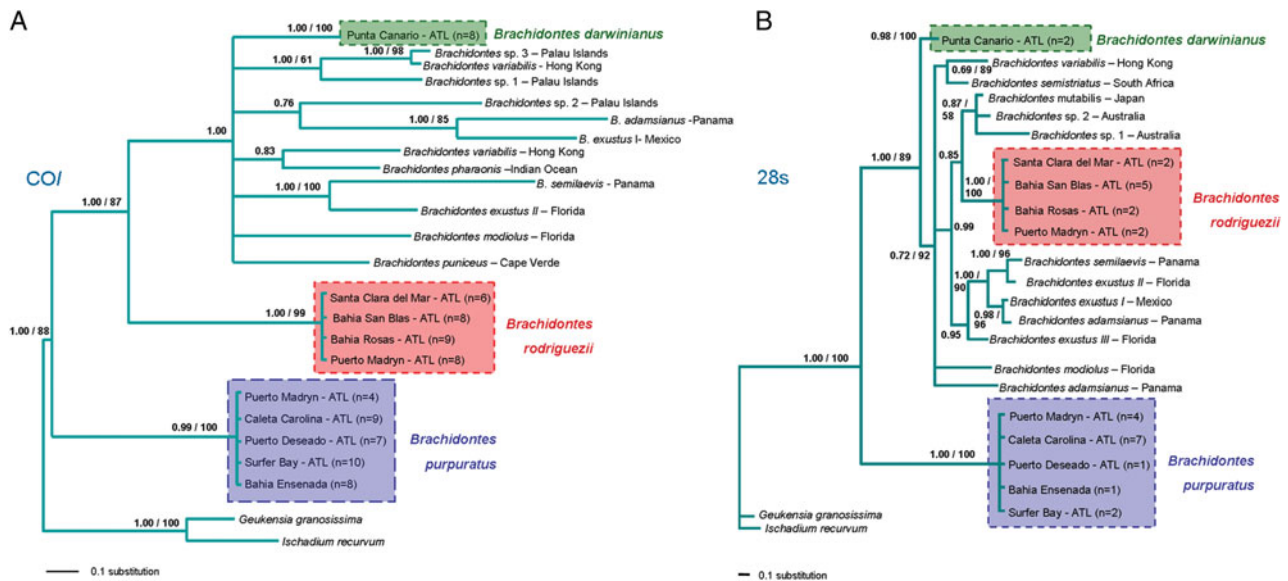 A
COI
1.00 / 100
Punta Canario - ATL (n=8)
Brachidontes darwinianus
1.00 / 98
Brachidontes sp. 3 – Palau Islands
1.00 / 61
Brachidontes variabilis - Hong Kong
Brachidontes sp. 1 – Palau Islands
0.76
Brachidontes sp. 2 – Palau Islands
1.00 / 85
B. adamsianus -Panama
B. exustus I- Mexico
1.00
0.83
Brachidontes variabilis – Hong Kong
Brachidontes pharaonis –Indian Ocean
1.00 / 100
B. semilaevis - Panama
Brachidontes exustus II – Florida
1.00 / 87
Brachidontes modiolus – Florida
Brachidontes puniceus – Cape Verde
1.00 / 99
Santa Clara del Mar - ATL (n=6)
Bahia San Blas – ATL (n=8)
Bahia Rosas - ATL (n=9)
Puerto Madryn - ATL (n=8)
Brachidontes
rodriguezii
1.00 / 88
0.99 / 100
Puerto Madryn - ATL (n=4)
Caleta Carolina - ATL (n=9)
Puerto Deseado - ATL (n=7)
Surfer Bay - ATL (n=10)
Bahia Ensenada (n=8)
Brachidontes
purpuratus
1.00 / 100
Geukensia granosissima
Ischadium recurvum
0.1 substitution
B
28s
0.98 / 100
Punta Canario - ATL (n=2)
Brachidontes darwinianus
Brachidontes variabilis – Hong Kong
0.69 / 89
Brachidontes semistriatus – South Africa
0.87 /
58
Brachidontes mutabilis – Japan
Brachidontes sp. 2 – Australia
Brachidontes sp. 1 – Australia
1.00 / 89
0.85
1.00 /
100
Santa Clara del Mar – ATL (n=2)
Bahia San Blas - ATL (n=5)
Bahia Rosas - ATL (n=2)
Puerto Madryn - ATL (n=2)
Brachidontes
rodriguezii
0.99
0.72 / 92
1.00 / 96
Brachidontes semilaevis – Panama
1.00 /
90
Brachidontes exustus II – Florida
Brachidontes exustus I – Mexico
0.98 /
96
Brachidontes adamsianus – Panama
0.95
Brachidontes exustus III – Florida
Brachidontes modiolus – Florida
Brachidontes adamsianus – Panama
1.00 / 100
1.00 / 100
Puerto Madryn - ATL (n=4)
Caleta Carolina - ATL (n=7)
Puerto Deseado - ATL (n=1)
Bahia Ensenada (n=1)
Surfer Bay - ATL (n=2)
Brachidontes
purpuratus
Geukensia granosissima
Ischadium recurvum
0.1 substitution